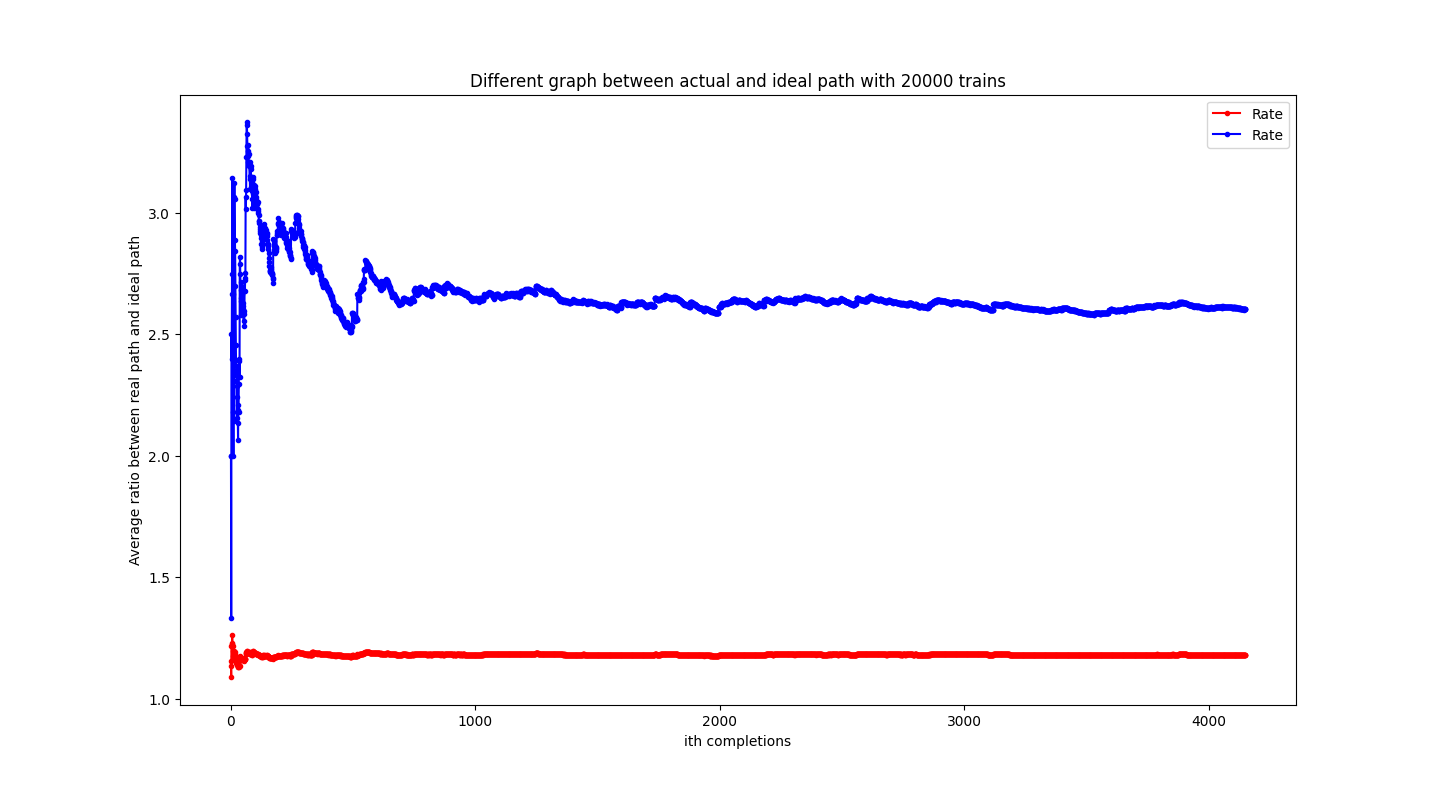 Different graph between actual and ideal path with 20000 trains
Rate
Rate
Average ratio between real path and ideal path
3.0
2.5
2.0
1.5
1.0
0
1000
2000
3000
4000
ith completions